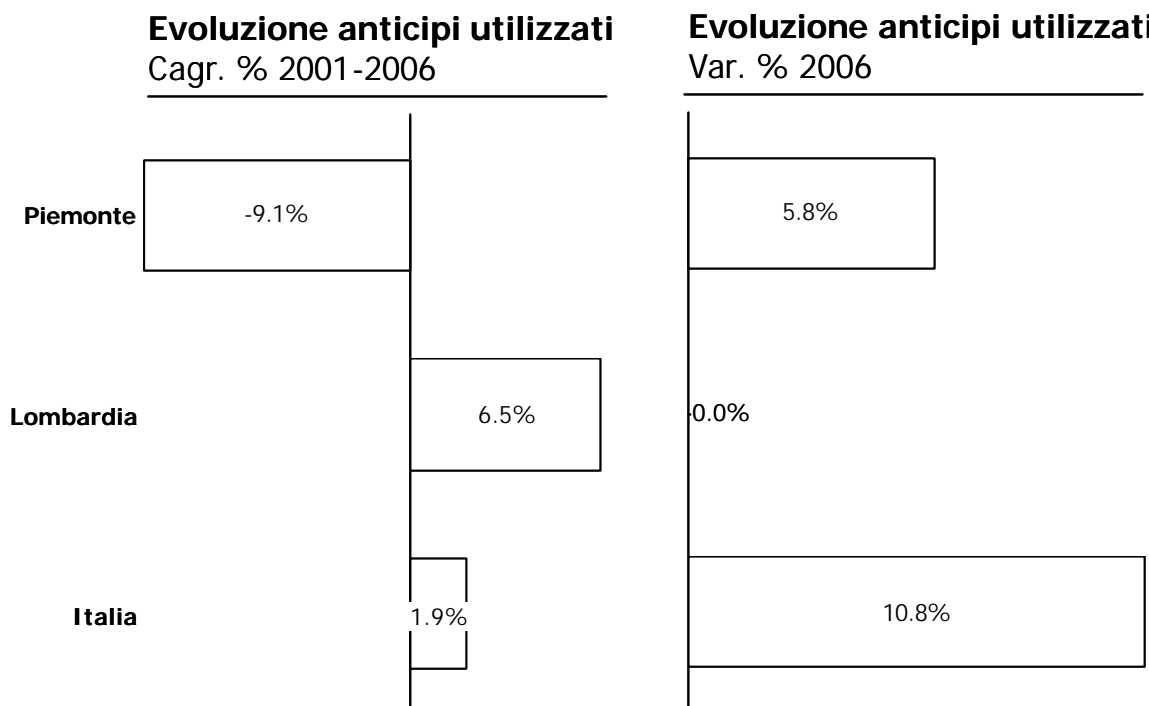 Evoluzione anticipi utilizzati
Cagr. % 2001-2006
Evoluzione anticipi utilizzati
Var. % 2006
Piemonte
-9.1%
5.8%
Lombardia
6.5%
-0.0%
Italia
1.9%
10.8%